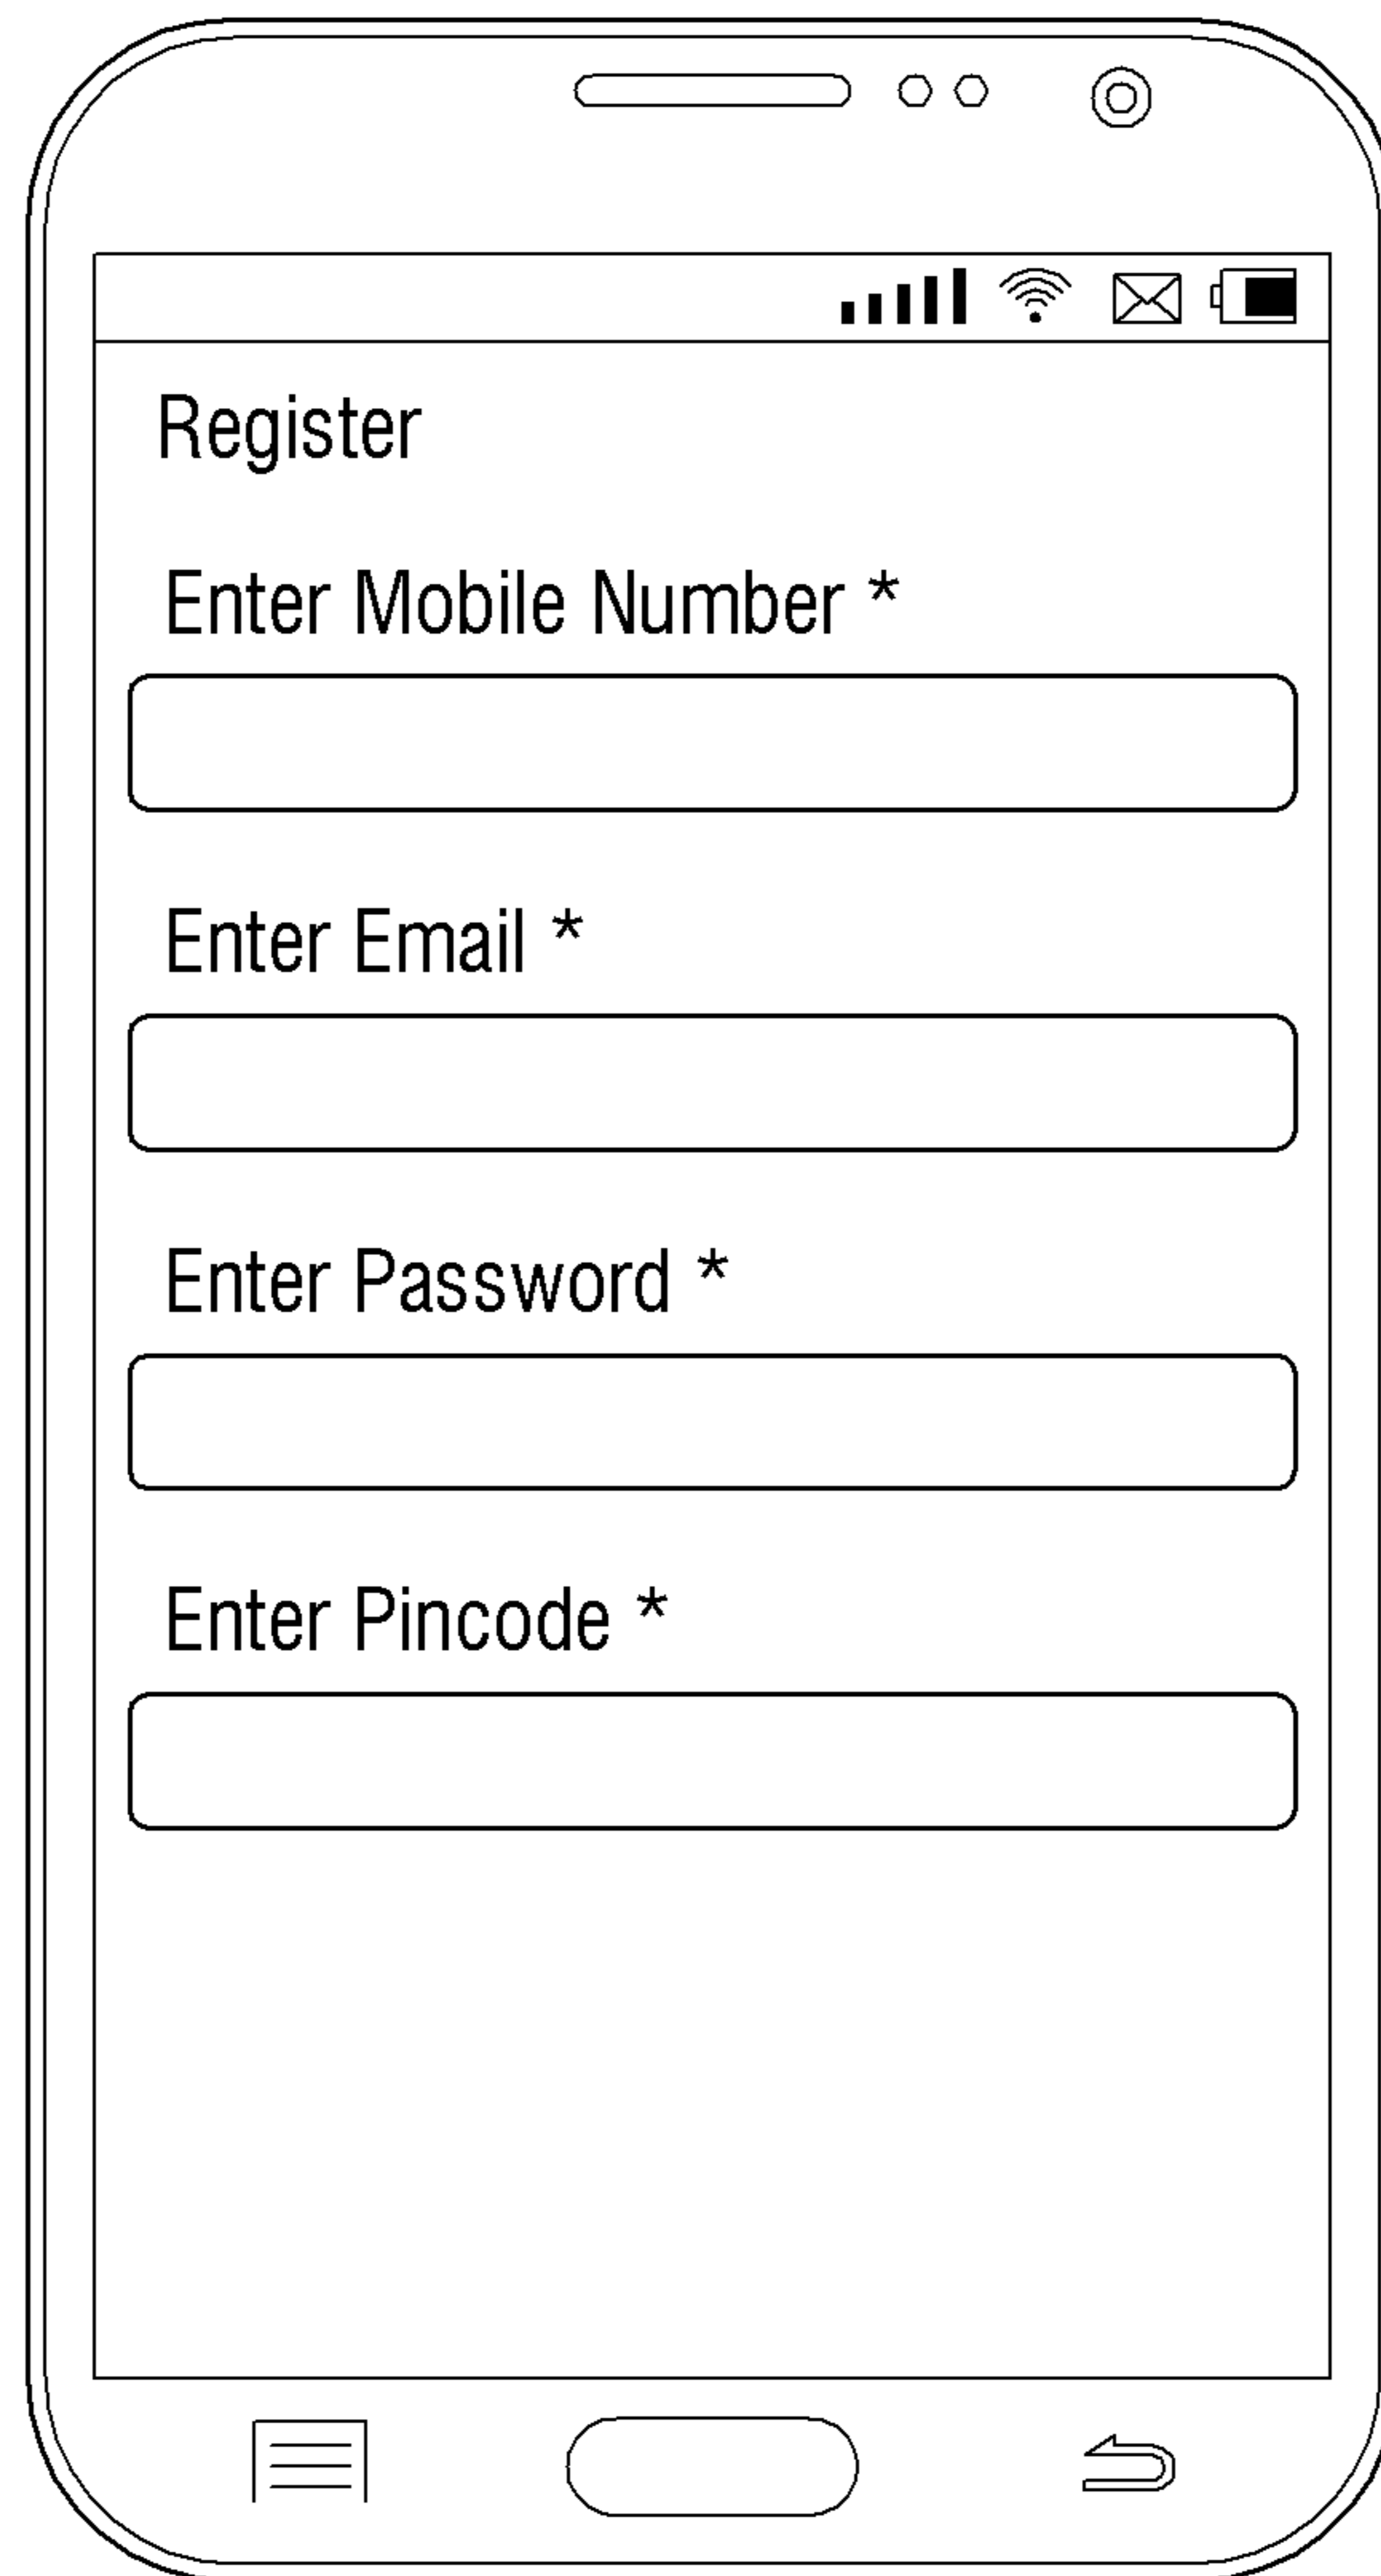 Register
Enter Mobile Number *
Enter Email *
Enter Password *
Enter Pincode *